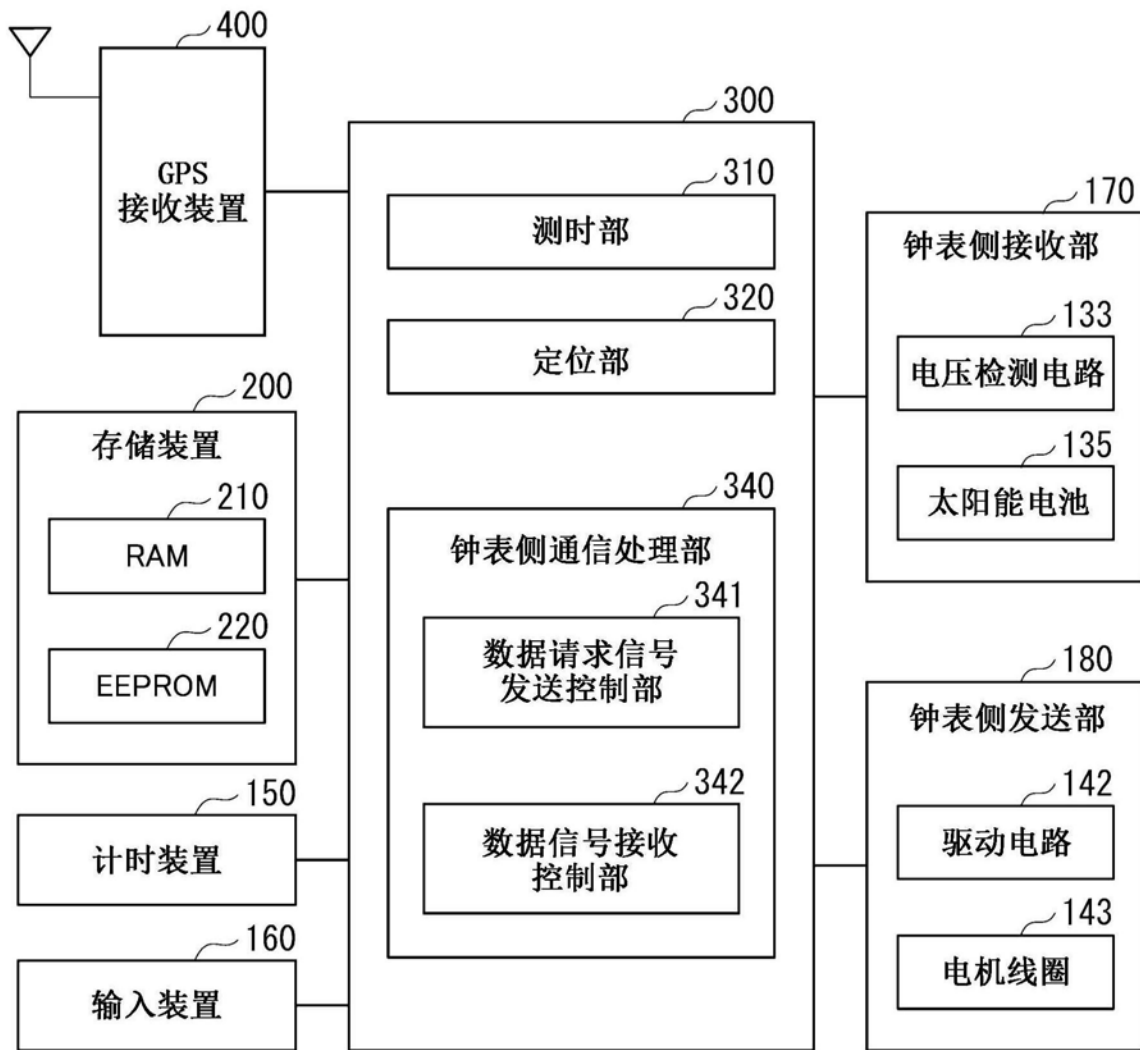 400
GPS
接收装置
300
310
测时部
320
定位部
170
钟表侧接收部
133
电压检测电路
135
太阳能电池
200
存储装置
210
RAM
220
EEPROM
340
钟表侧通信处理部
341
数据请求信号
发送控制部
342
数据信号接收
控制部
180
钟表侧发送部
142
驱动电路
143
电机线圈
150
计时装置
160
输入装置